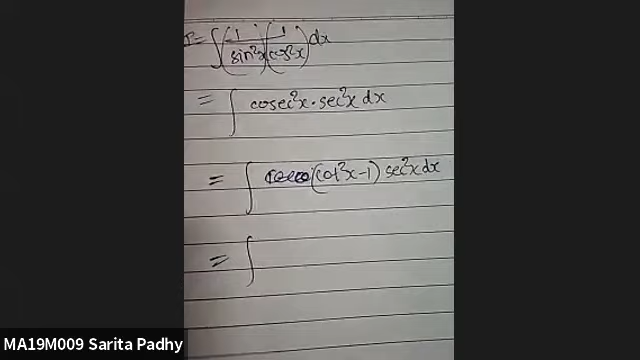 I = ∫ (1/sin²x)(1/cos²x) dx
= ∫ cosec²x · sec²x dx
= ∫ (cot²x - 1) sec²x dx
= ∫
MA19M009 Sarita Padhy